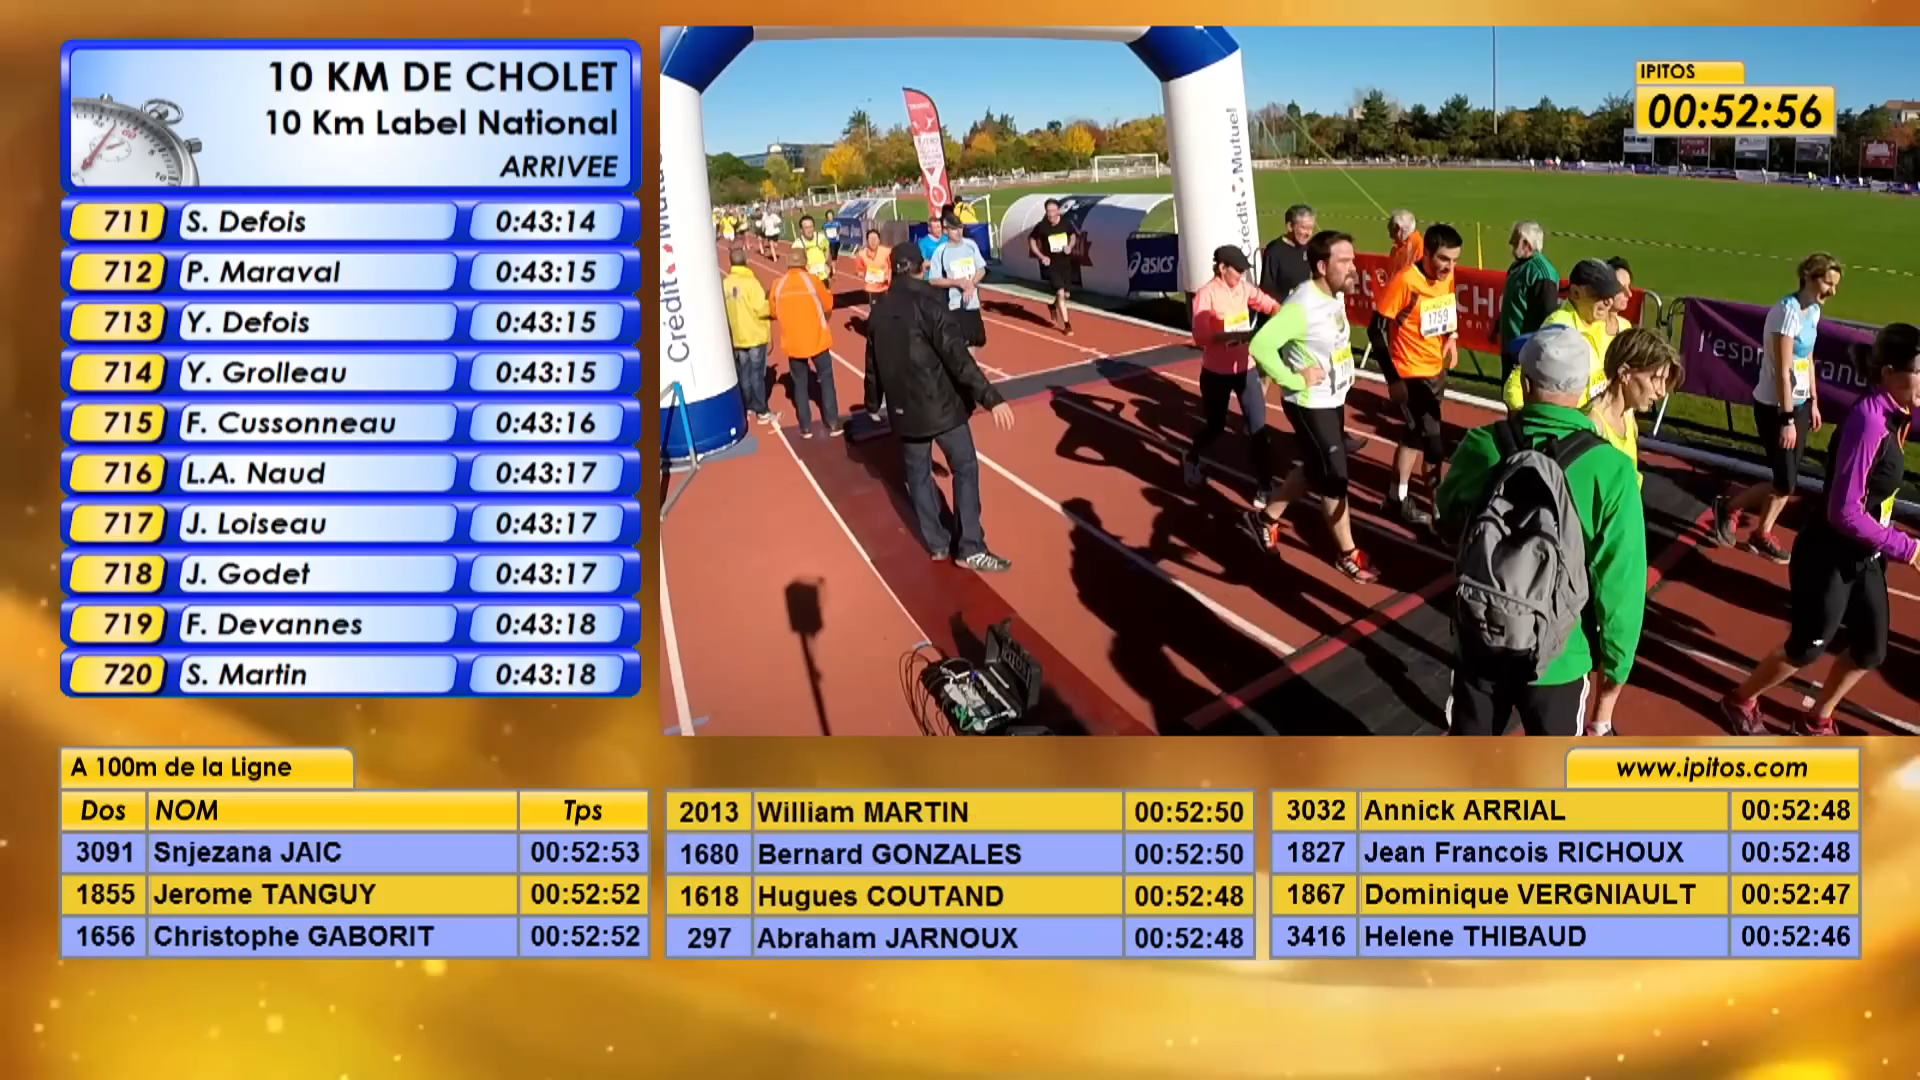 10 KM DE CHOLET
10 Km Label National
ARRIVEE
711 S. Defois 0:43:14
712 P. Maraval 0:43:15
713 Y. Defois 0:43:15
714 Y. Grolleau 0:43:15
715 F. Cussonneau 0:43:16
716 L.A. Naud 0:43:17
717 J. Loiseau 0:43:17
718 J. Godet 0:43:17
719 F. Devannes 0:43:18
720 S. Martin 0:43:18
IPITOS
00:52:56
Crédit Mutuel
asics
1759
A 100m de la Ligne
www.ipitos.com
Dos NOM Tps
3091 Snjezana JAIC 00:52:53
1855 Jerome TANGUY 00:52:52
1656 Christophe GABORIT 00:52:52
2013 William MARTIN 00:52:50
1680 Bernard GONZALES 00:52:50
1618 Hugues COUTAND 00:52:48
297 Abraham JARNOUX 00:52:48
3032 Annick ARRIAL 00:52:48
1827 Jean Francois RICHOUX 00:52:48
1867 Dominique VERGNIAULT 00:52:47
3416 Helene THIBAUD 00:52:46